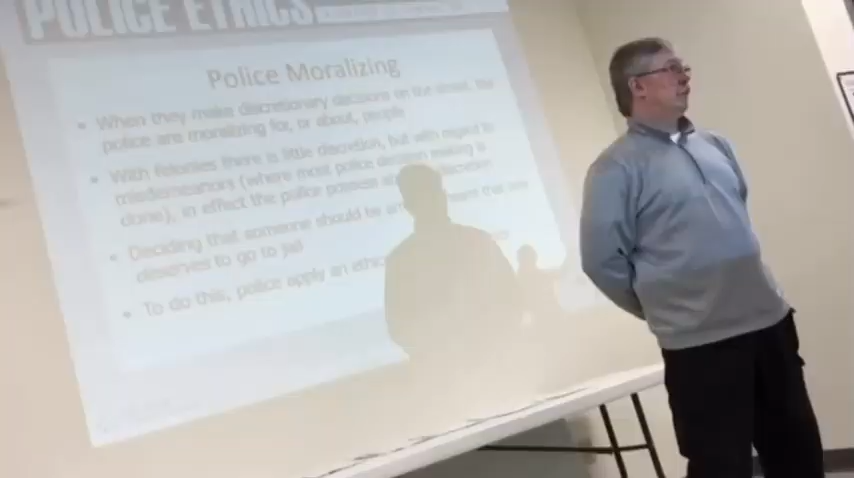 POLICE ETHICS
Police Moralizing
• When they make discretionary decisions on the street, the
police are moralizing for, or about, people
• With felonies there is little discretion, but with regard to
misdemeanors (where most police decision making is
done), in effect the police possess discretion
• Deciding that someone should be that
deserves to go to jail
• To do this, police apply an ethic